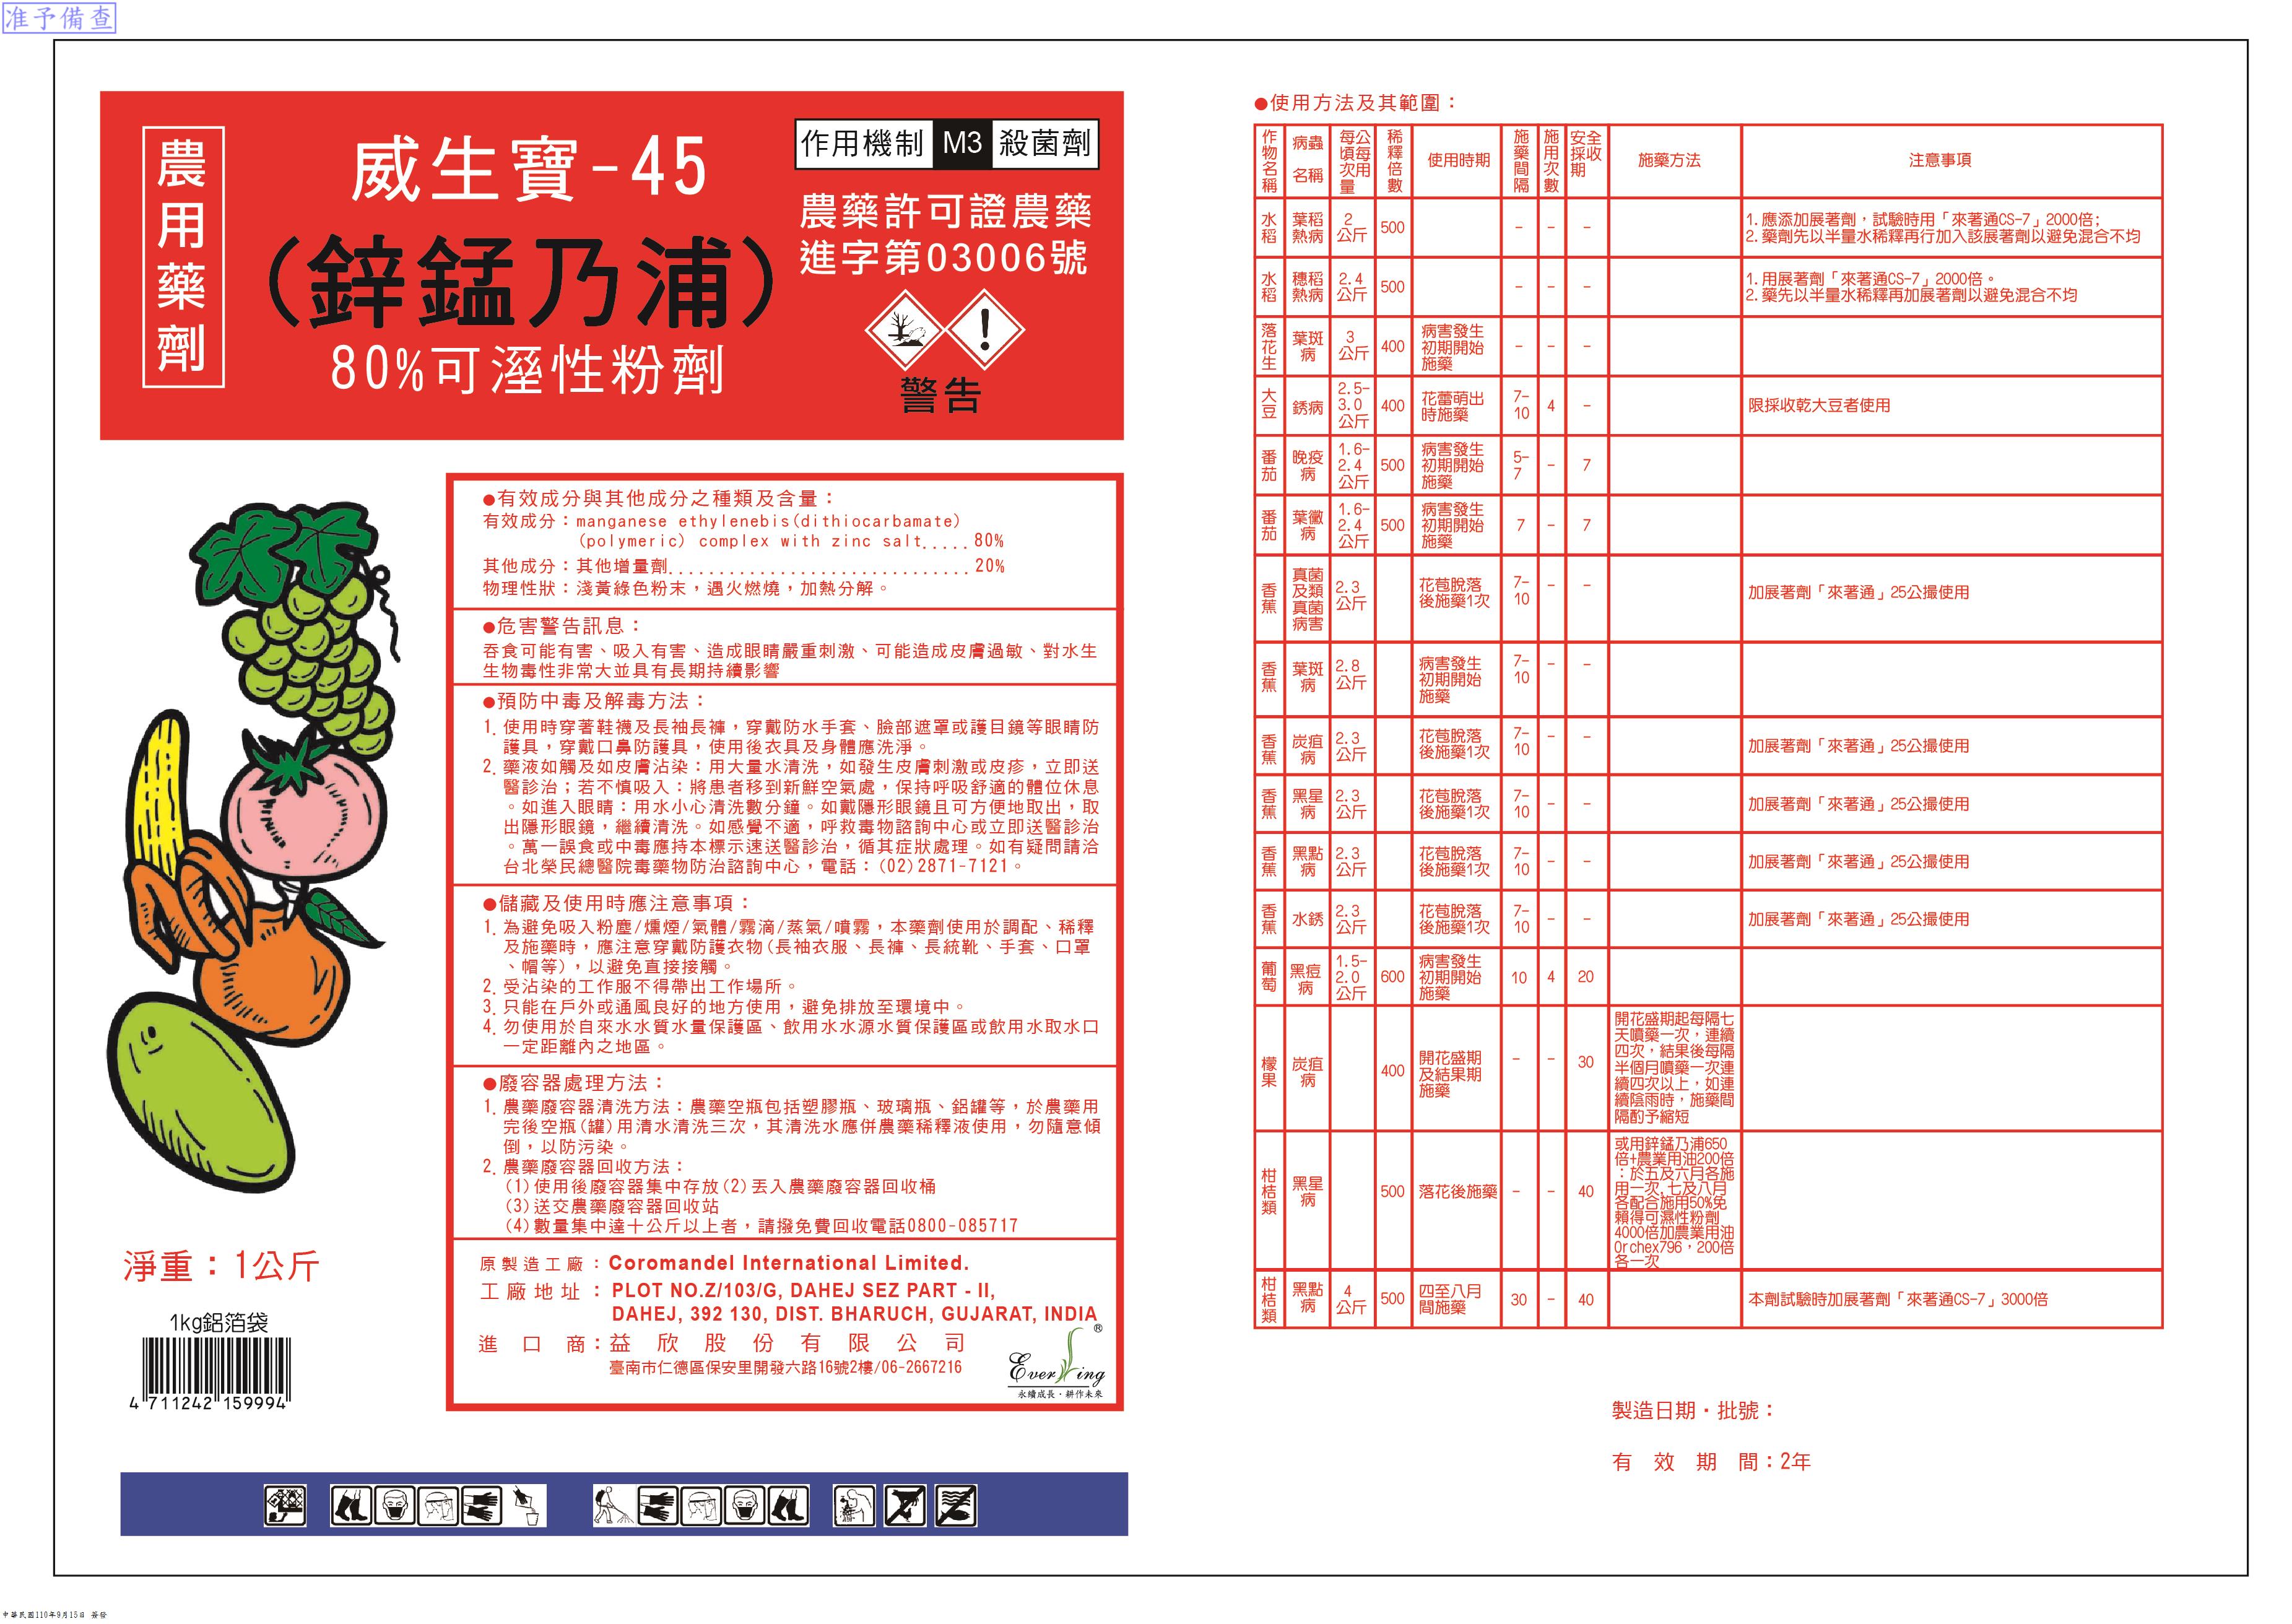 准予備查
農用藥劑
威生寶-45
(鋅錳乃浦)
80%可溼性粉劑
作用機制 M3 殺菌劑
農藥許可證農藥
進字第03006號
警告
●有效成分與其他成分之種類及含量：
有效成分：manganese ethylenebis(dithiocarbamate)
(polymeric) complex with zinc salt.....80%
其他成分：其他增量劑..............................20%
物理性狀：淺黃綠色粉末，遇火燃燒，加熱分解。
●危害警告訊息：
吞食可能有害、吸入有害、造成眼睛嚴重刺激、可能造成皮膚過敏、對水生
生物毒性非常大並具有長期持續影響
●預防中毒及解毒方法：
1. 使用時穿著鞋襪及長袖長褲，穿戴防水手套、臉部遮罩或護目鏡等眼睛防
護具，穿戴口鼻防護具，使用後衣具及身體應洗淨。
2. 藥液如觸及如皮膚沾染：用大量水清洗，如發生皮膚刺激或皮疹，立即送
醫診治；若不慎吸入：將患者移到新鮮空氣處，保持呼吸舒適的體位休息
。如進入眼睛：用水小心清洗數分鐘。如戴隱形眼鏡且可方便地取出，取
出隱形眼鏡，繼續清洗。如感覺不適，呼救毒物諮詢中心或立即送醫診治
。萬一誤食或中毒應持本標示速送醫診治，循其症狀處理。如有疑問請洽
台北榮民總醫院毒藥物防治諮詢中心，電話：(02)2871-7121。
●儲藏及使用時應注意事項：
1. 為避免吸入粉塵/燻煙/氣體/霧滴/蒸氣/噴霧，本藥劑使用於調配、稀釋
及施藥時，應注意穿戴防護衣物(長袖衣服、長褲、長統靴、手套、口罩
、帽等)，以避免直接接觸。
2. 受沾染的工作服不得帶出工作場所。
3. 只能在戶外或通風良好的地方使用，避免排放至環境中。
4. 勿使用於自來水水質水量保護區、飲用水水源水質保護區或飲用水取水口
一定距離內之地區。
●廢容器處理方法：
1. 農藥廢容器清洗方法：農藥空瓶包括塑膠瓶、玻璃瓶、鋁罐等，於農藥用
完後空瓶(罐)用清水清洗三次，其清洗水應併農藥稀釋液使用，勿隨意傾
倒，以防污染。
2. 農藥廢容器回收方法：
(1)使用後廢容器集中存放(2)丟入農藥廢容器回收桶
(3)送交農藥廢容器回收站
(4)數量集中達十公斤以上者，請撥免費回收電話0800-085717
原製造工廠：Coromandel International Limited.
工廠地址：PLOT NO.Z/103/G, DAHEJ SEZ PART - II,
DAHEJ, 392 130, DIST. BHARUCH, GUJARAT, INDIA
進口商：益欣股份有限公司
臺南市仁德區保安里開發六路16號2樓/06-2667216
Everwing ®
永續成長・耕作未來
淨重：1公斤
1kg鋁箔袋
4 711242 159994
●使用方法及其範圍：
作物名稱 病蟲名稱 每公頃每次用量 稀釋倍數 使用時期 施藥間隔 施用次數 安全採收期 施藥方法 注意事項
水稻 葉稻熱病 2公斤 500 - - - 1. 應添加展著劑，試驗時用「來著通CS-7」2000倍；
2. 藥劑先以半量水稀釋再行加入該展著劑以避免混合不均
水稻 穗稻熱病 2.4公斤 500 - - - 1. 用展著劑「來著通CS-7」2000倍。
2. 藥先以半量水稀釋再加展著劑以避免混合不均
落花生 葉斑病 3公斤 400 病害發生初期開始施藥 - - -
大豆 銹病 2.5-3.0公斤 400 花蕾萌出時施藥 7-10 4 - 限採收乾大豆者使用
番茄 晚疫病 1.6-2.4公斤 500 病害發生初期開始施藥 5-7 - 7
番茄 葉黴病 1.6-2.4公斤 500 病害發生初期開始施藥 7 - 7
香蕉 真菌及類真菌病害 2.3公斤 花苞脫落後施藥1次 7-10 - - 加展著劑「來著通」25公撮使用
香蕉 葉斑病 2.8公斤 病害發生初期開始施藥 7-10 - -
香蕉 炭疽病 2.3公斤 花苞脫落後施藥1次 7-10 - - 加展著劑「來著通」25公撮使用
香蕉 黑星病 2.3公斤 花苞脫落後施藥1次 7-10 - - 加展著劑「來著通」25公撮使用
香蕉 黑點病 2.3公斤 花苞脫落後施藥1次 7-10 - - 加展著劑「來著通」25公撮使用
香蕉 水銹 2.3公斤 花苞脫落後施藥1次 7-10 - - 加展著劑「來著通」25公撮使用
葡萄 黑痘病 1.5-2.0公斤 600 病害發生初期開始施藥 10 4 20
檬果 炭疽病 400 開花盛期及結果期施藥 - - 30 開花盛期起每隔七
天噴藥一次，連續
四次，結果後每隔
半個月噴藥一次連
續四次以上，如連
續陰雨時，施藥間
隔酌予縮短
柑桔類 黑星病 500 落花後施藥 - - 40 或用鋅錳乃浦650
倍+農業用油200倍
：於五及六月各施
用一次,七及八月
各配合施用50%免
賴得可濕性粉劑
4000倍加農業用油
Orchex796，200倍
各一次
柑桔類 黑點病 4公斤 500 四至八月間施藥 30 - 40 本劑試驗時加展著劑「來著通CS-7」3000倍
製造日期・批號：
有效期間：2年
中華民國110年9月15日 簽發